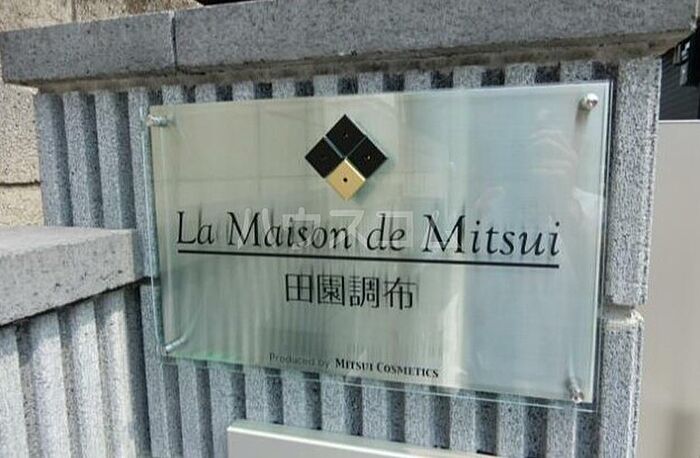 La Maison de Mitsui
田園調布
Produced by MITSUI COSMETICS